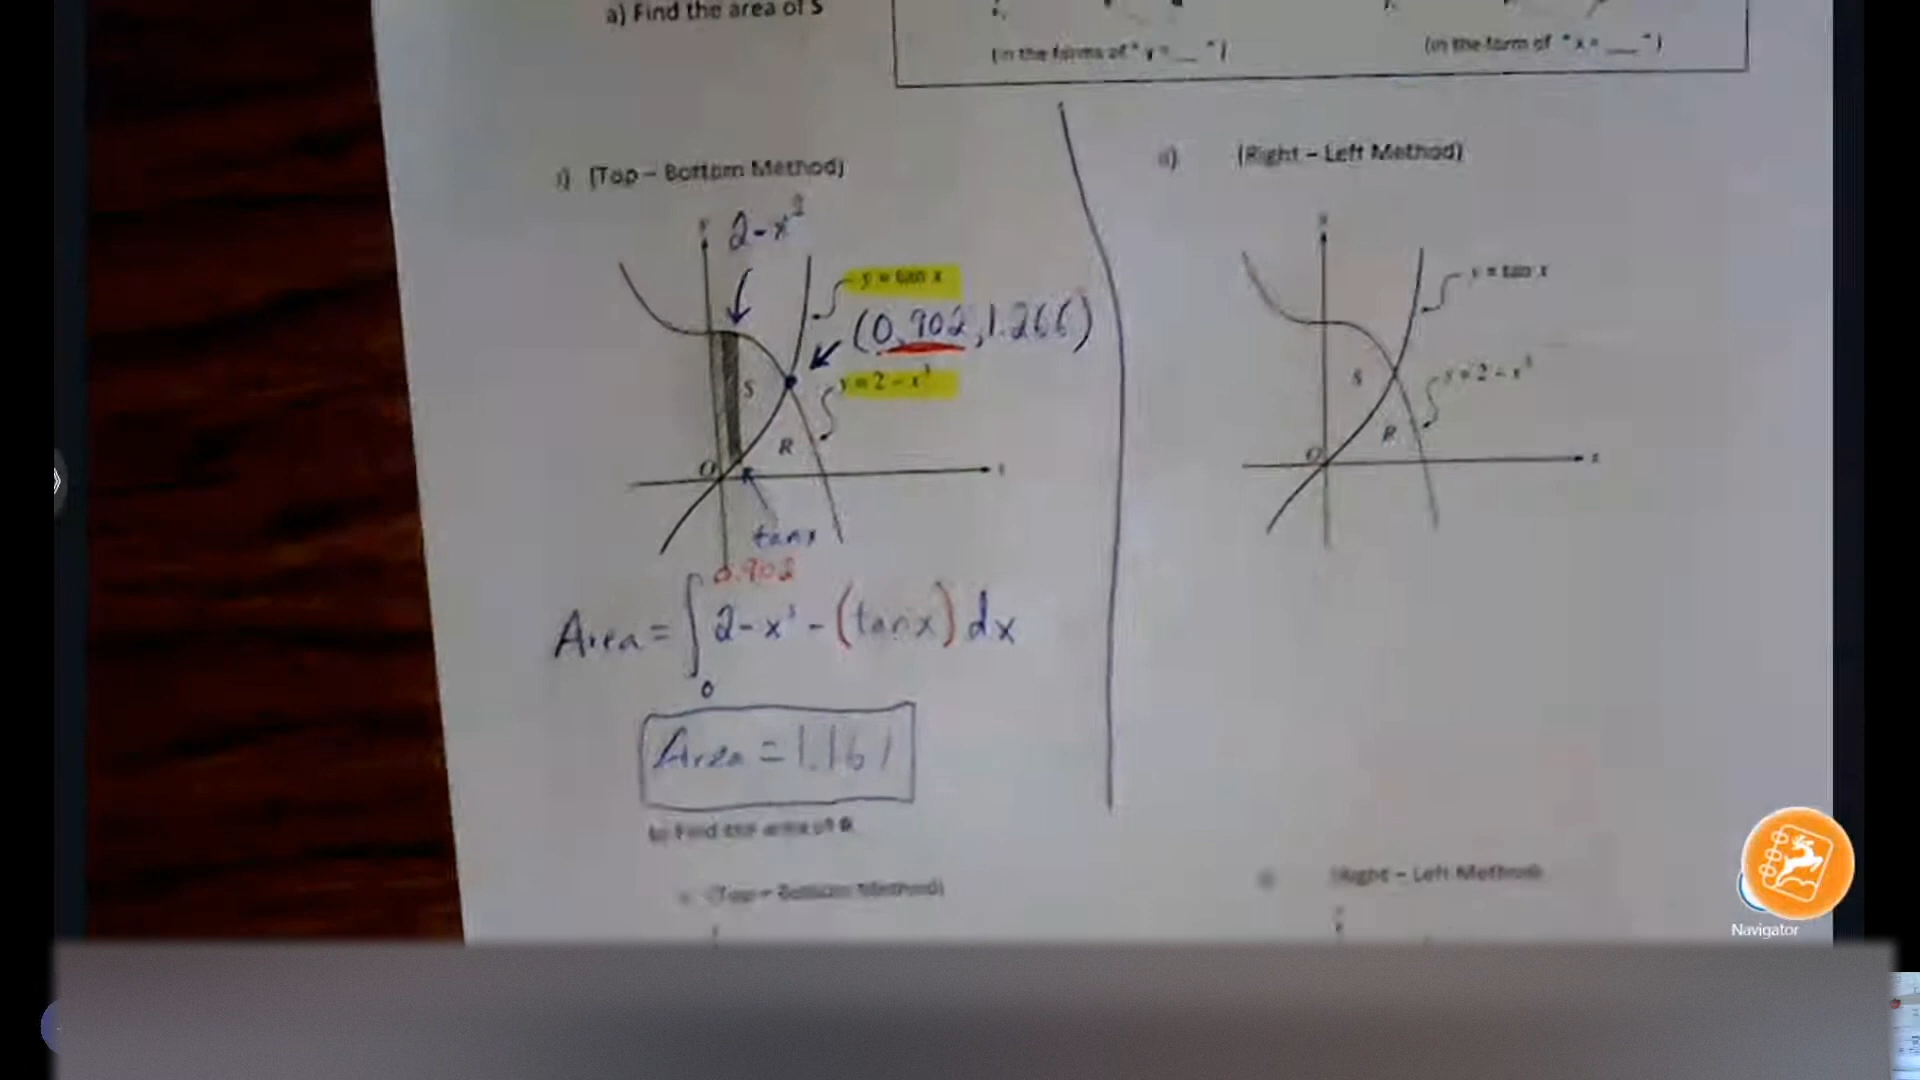 a) Find the area of S
(in the forms of "y = __ ")
(in the form of "x = __ ")
i) (Top – Bottom Method)
2-x³
y
y = tan x
(0.902, 1.266)
y = 2 – x³
S
R
O
x
tanx
0.902
Area = ∫ 2-x³ - (tanx) dx
0
Area = 1.161
ii) (Right – Left Method)
y
y = tan x
S
y = 2 – x³
R
O
x
b) Find the area of R
(Top – Bottom Method)
(Right – Left Method)
Navigator